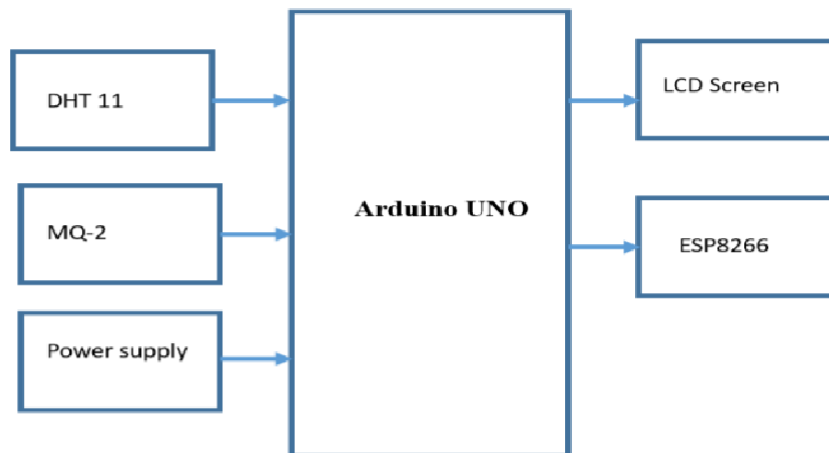 DHT 11
MQ-2
Power supply
Arduino UNO
LCD Screen
ESP8266